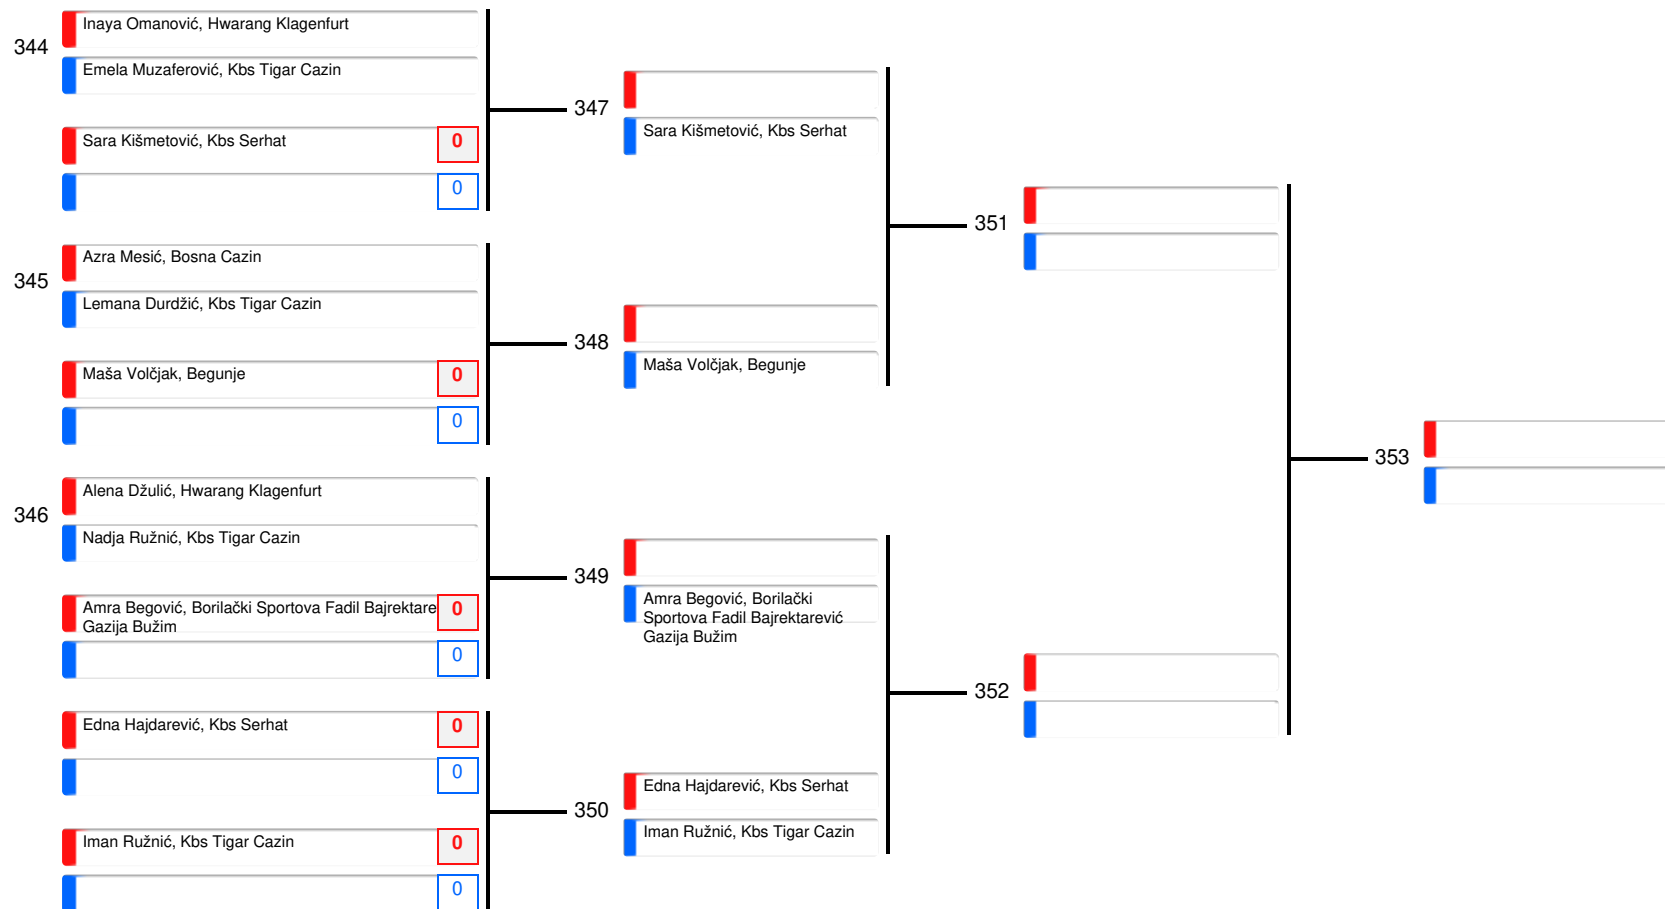 344
Inaya Omanović, Hwarang Klagenfurt
Emela Muzaferović, Kbs Tigar Cazin
Sara Kišmetović, Kbs Serhat
0
0
345
Azra Mesić, Bosna Cazin
Lemana Durdžić, Kbs Tigar Cazin
Maša Volčjak, Begunje
0
0
346
Alena Džulić, Hwarang Klagenfurt
Nadja Ružnić, Kbs Tigar Cazin
Amra Begović, Borilački Sportova Fadil Bajrektare
Gazija Bužim
0
0
Edna Hajdarević, Kbs Serhat
0
0
Iman Ružnić, Kbs Tigar Cazin
0
0
347
Sara Kišmetović, Kbs Serhat
348
Maša Volčjak, Begunje
349
Amra Begović, Borilački
Sportova Fadil Bajrektarević
Gazija Bužim
350
Edna Hajdarević, Kbs Serhat
Iman Ružnić, Kbs Tigar Cazin
351
352
353